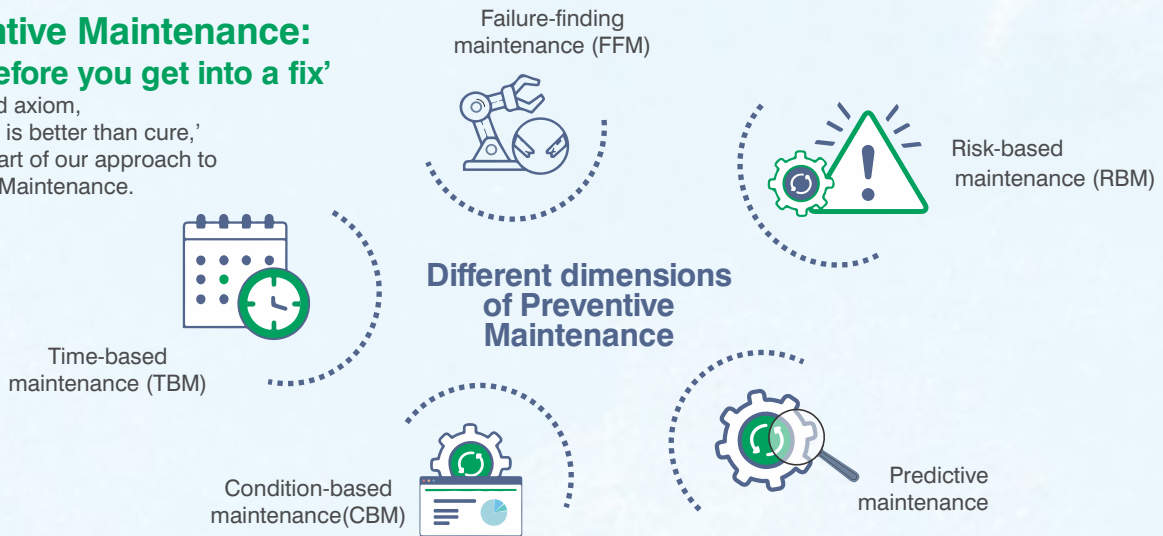 ntive Maintenance:
efore you get into a fix’
d axiom,
is better than cure,’
art of our approach to
Maintenance.
Failure-finding
maintenance (FFM)
Risk-based
maintenance (RBM)
Different dimensions
of Preventive
Maintenance
Time-based
maintenance (TBM)
Condition-based
maintenance(CBM)
Predictive
maintenance